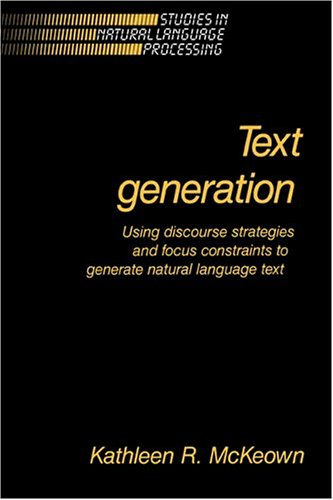 STUDIES IN
NATURAL LANGUAGE
PROCESSING
Text
generation
Using discourse strategies
and focus constraints to
generate natural language text
Kathleen R. McKeown